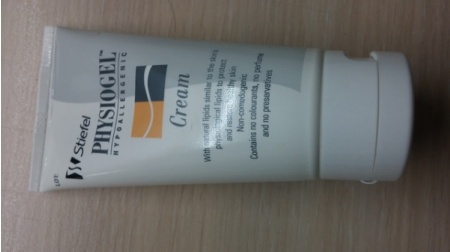 Stiefel
PHYSIOGEL
HYPOALLERGENIC
Cream
With natural lipids similar to the skin's
physiological lipids to protect
and dry skin
Non-comedogenic
Contains no colourants, no perfume
and no preservatives